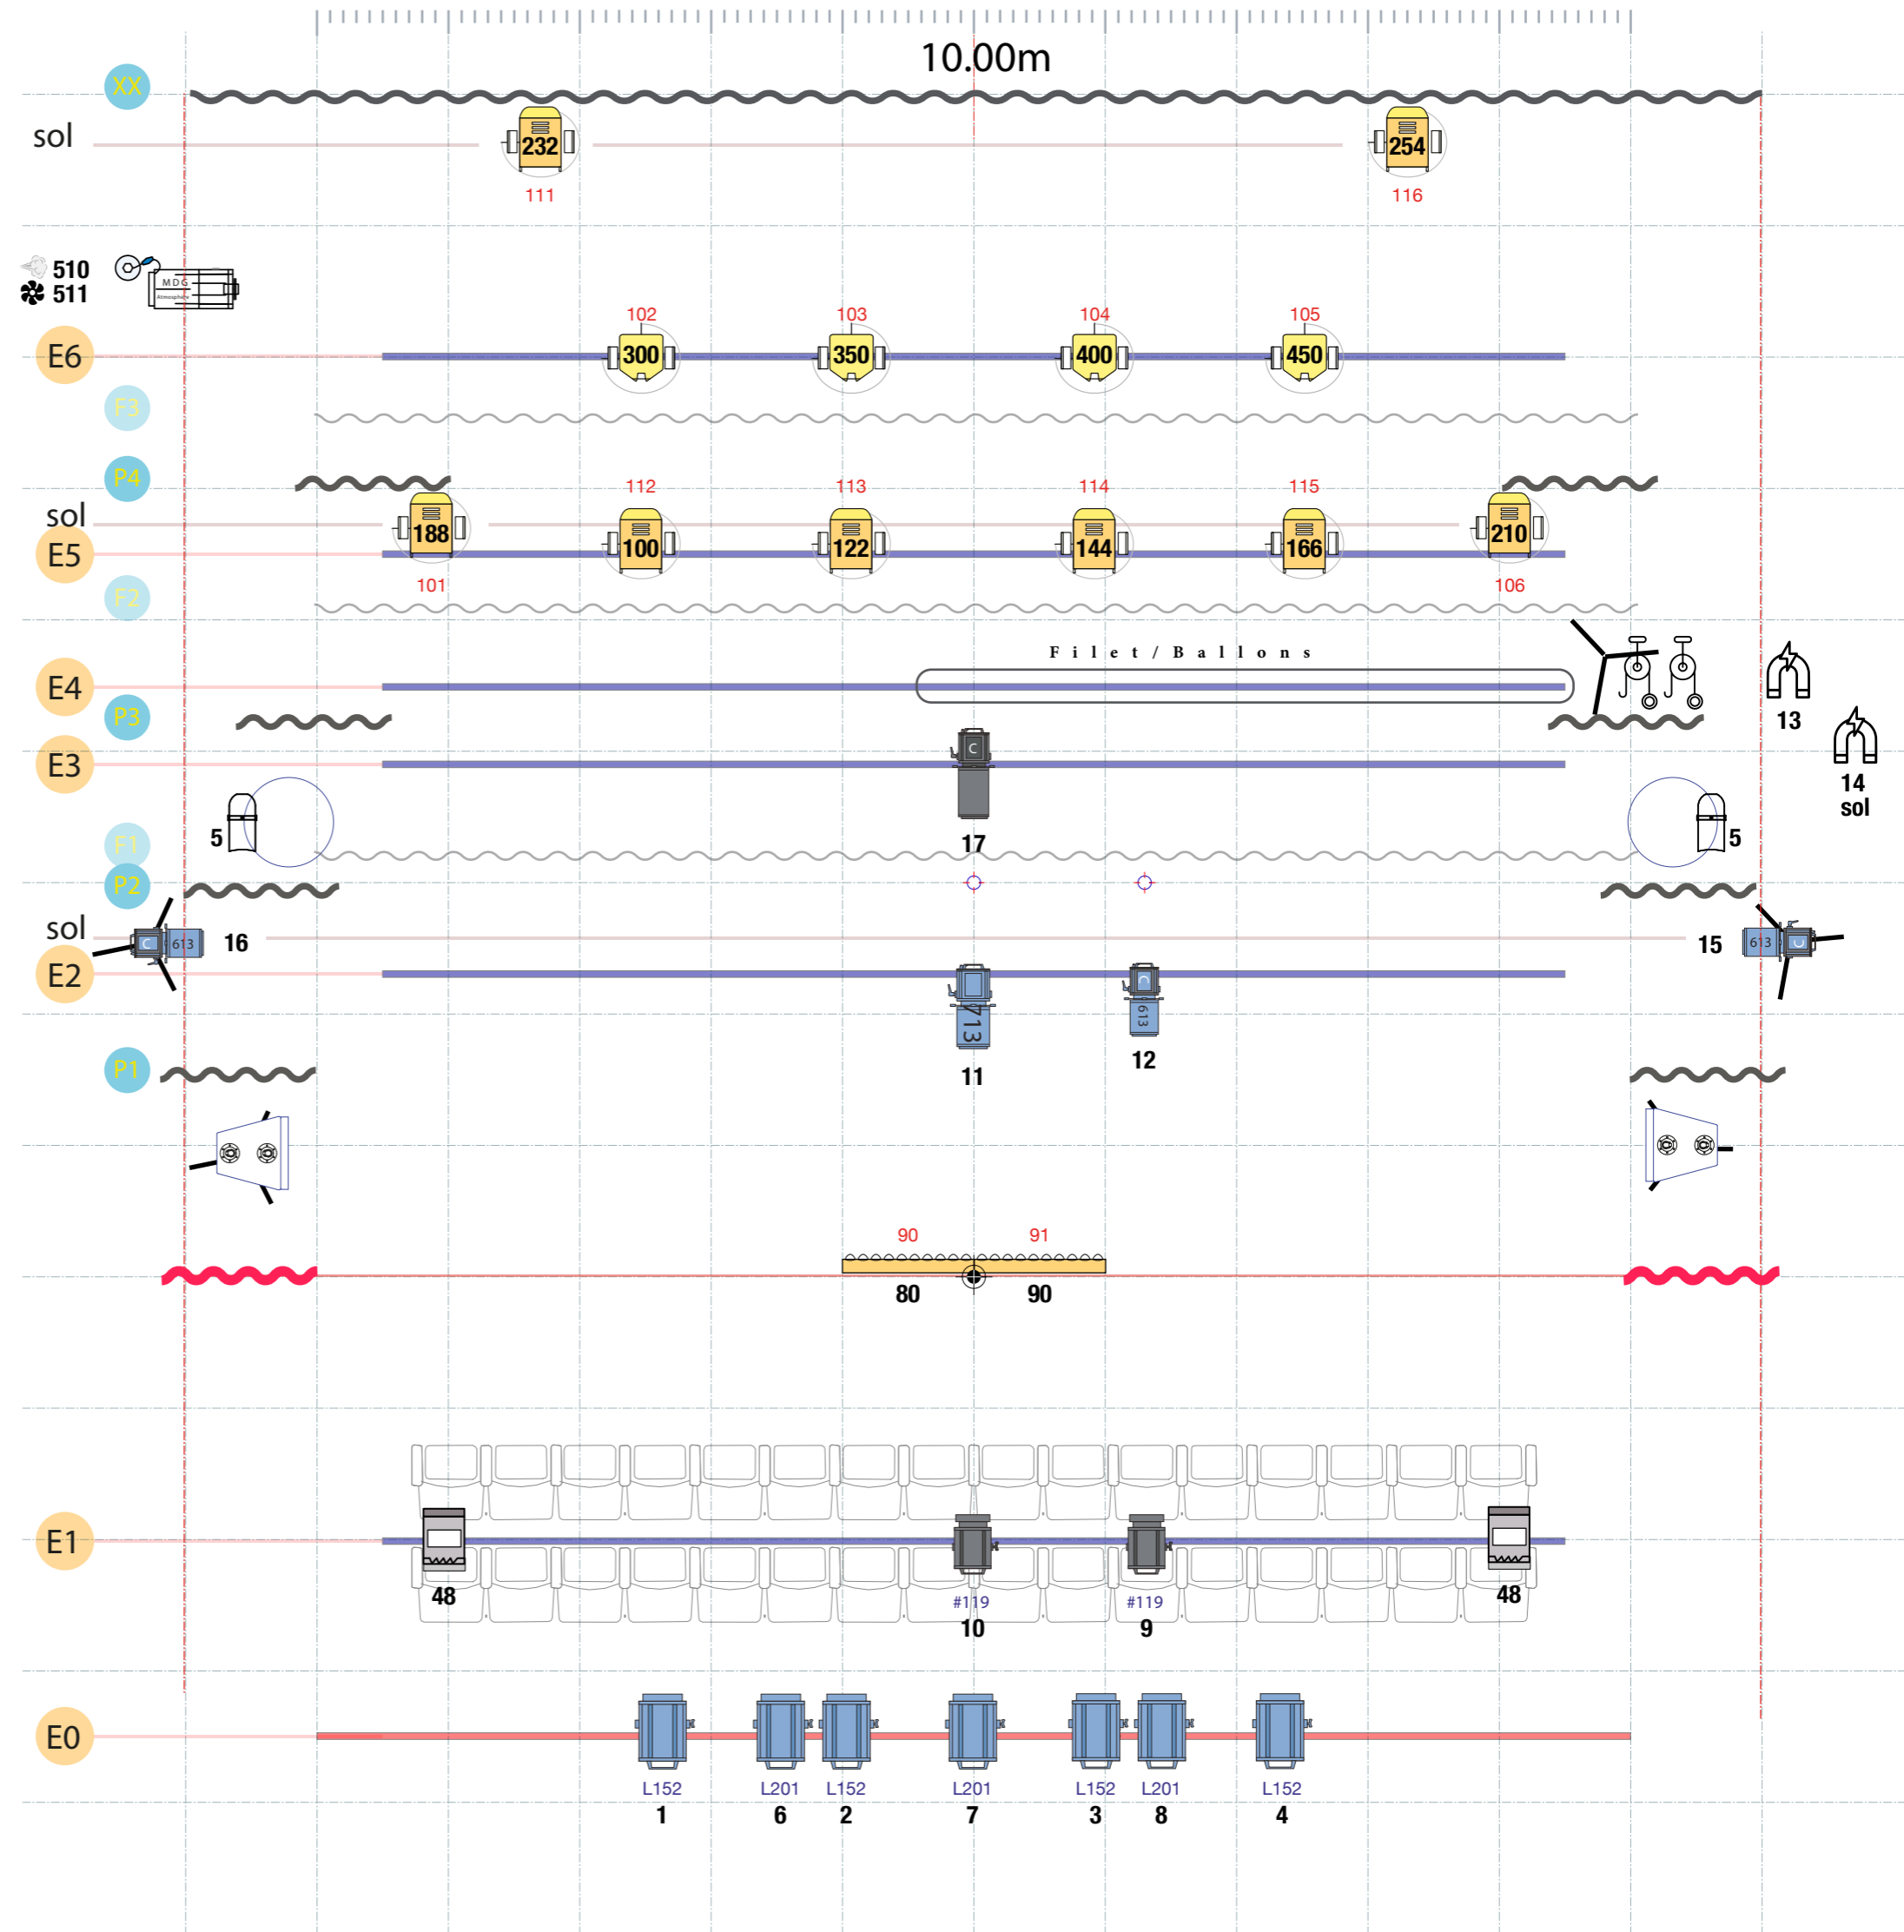 10.00m
XX
sol
232
254
111
116
510
511
MDG
Atmosphere
102
103
104
105
E6
300
350
400
450
F3
P4
112
113
114
115
sol
188
100
122
144
166
210
E5
101
106
F2
Filet/Ballons
E4
P3
13
C
E3
14
sol
5
17
5
F1
P2
sol
C
613
16
15
613
C
E2
C
713
613
12
11
P1
90
91
80
90
E1
48
48
#119
#119
10
9
E0
L152
L201
L152
L201
L152
L201
L152
1
6
2
7
3
8
4